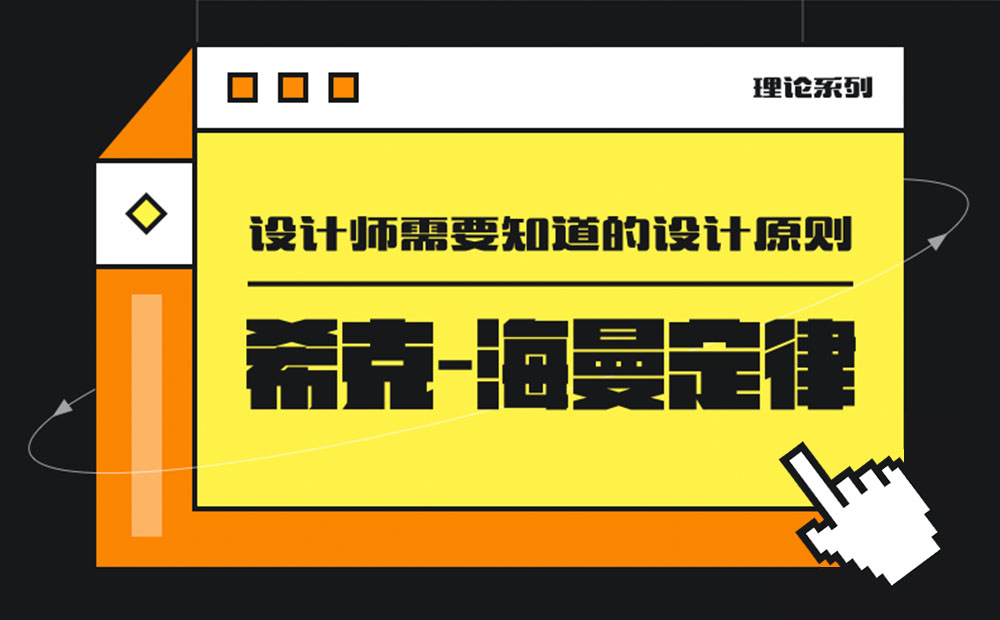 理论系列
设计师需要知道的设计原则
希克-海曼定律